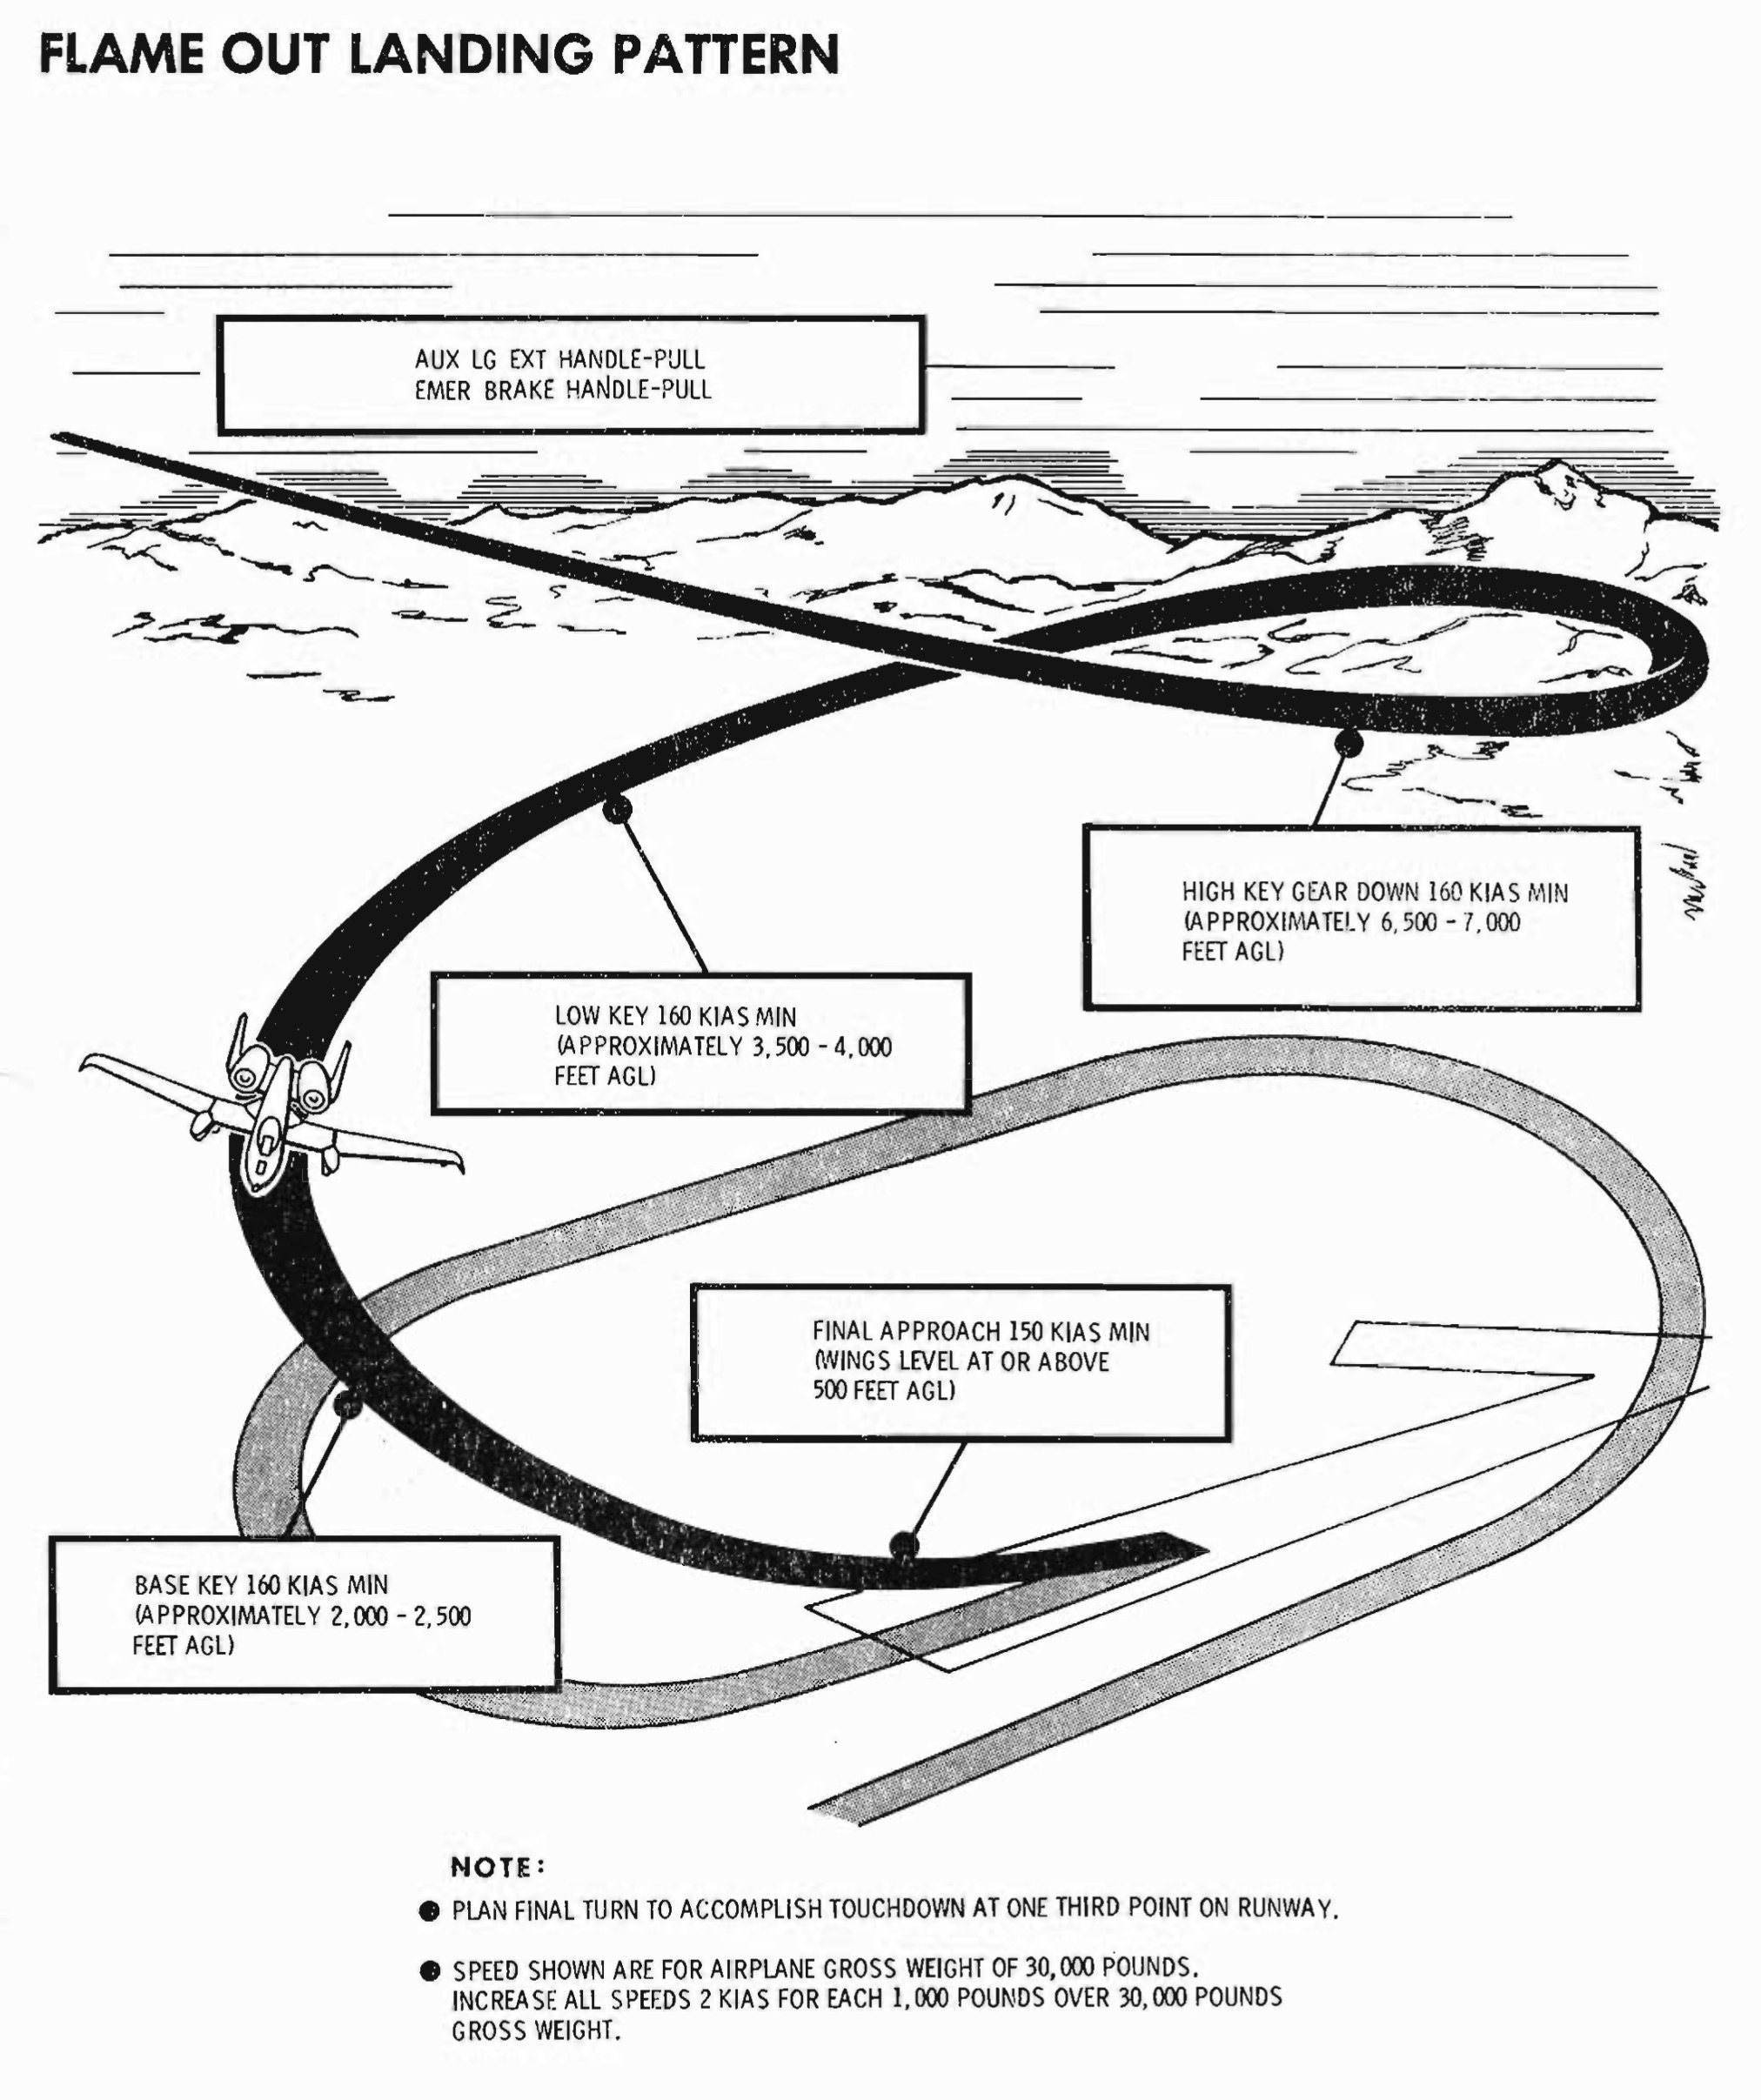 FLAME OUT LANDING PATTERN
AUX LG EXT HANDLE-PULL
EMER BRAKE HANDLE-PULL
HIGH KEY GEAR DOWN 160 KIAS MIN
(APPROXIMATELY 6,500 - 7,000
FEET AGL)
LOW KEY 160 KIAS MIN
(APPROXIMATELY 3,500 - 4,000
FEET AGL)
FINAL APPROACH 150 KIAS MIN
(WINGS LEVEL AT OR ABOVE
500 FEET AGL)
BASE KEY 160 KIAS MIN
(APPROXIMATELY 2,000 - 2,500
FEET AGL)
NOTE:
● PLAN FINAL TURN TO ACCOMPLISH TOUCHDOWN AT ONE THIRD POINT ON RUNWAY.
● SPEED SHOWN ARE FOR AIRPLANE GROSS WEIGHT OF 30,000 POUNDS.
INCREASE ALL SPEEDS 2 KIAS FOR EACH 1,000 POUNDS OVER 30,000 POUNDS
GROSS WEIGHT.